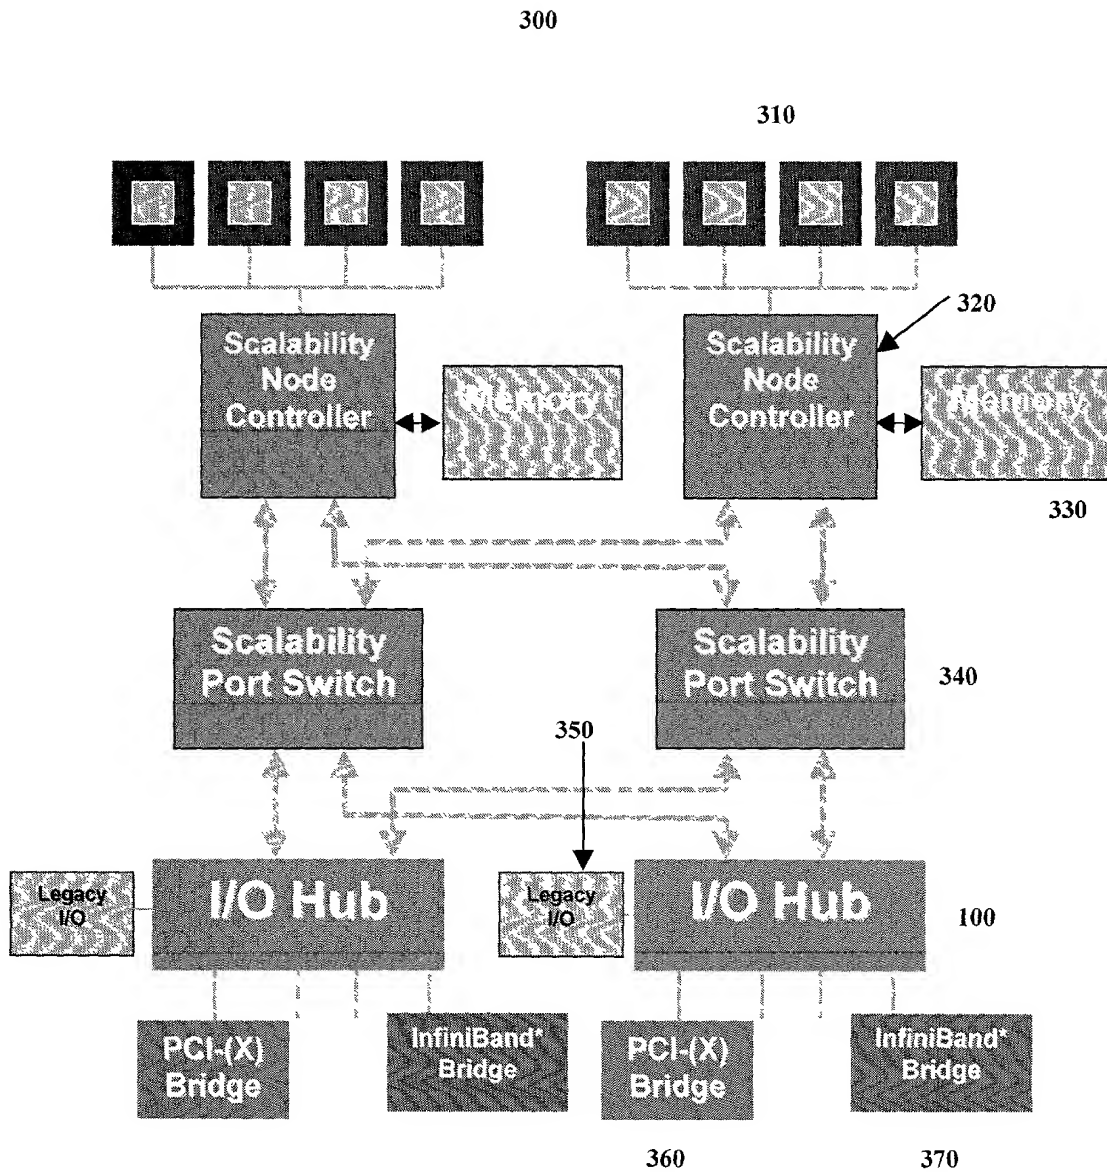 300
310
Scalability
Node
Controller
Memory
Scalability
Node
Controller
320
Memory
330
Scalability
Port Switch
Scalability
Port Switch
340
350
Legacy
I/O
I/O Hub
Legacy
I/O
I/O Hub
100
PCI-(X)
Bridge
InfiniBand*
Bridge
PCI-(X)
Bridge
InfiniBand*
Bridge
360
370